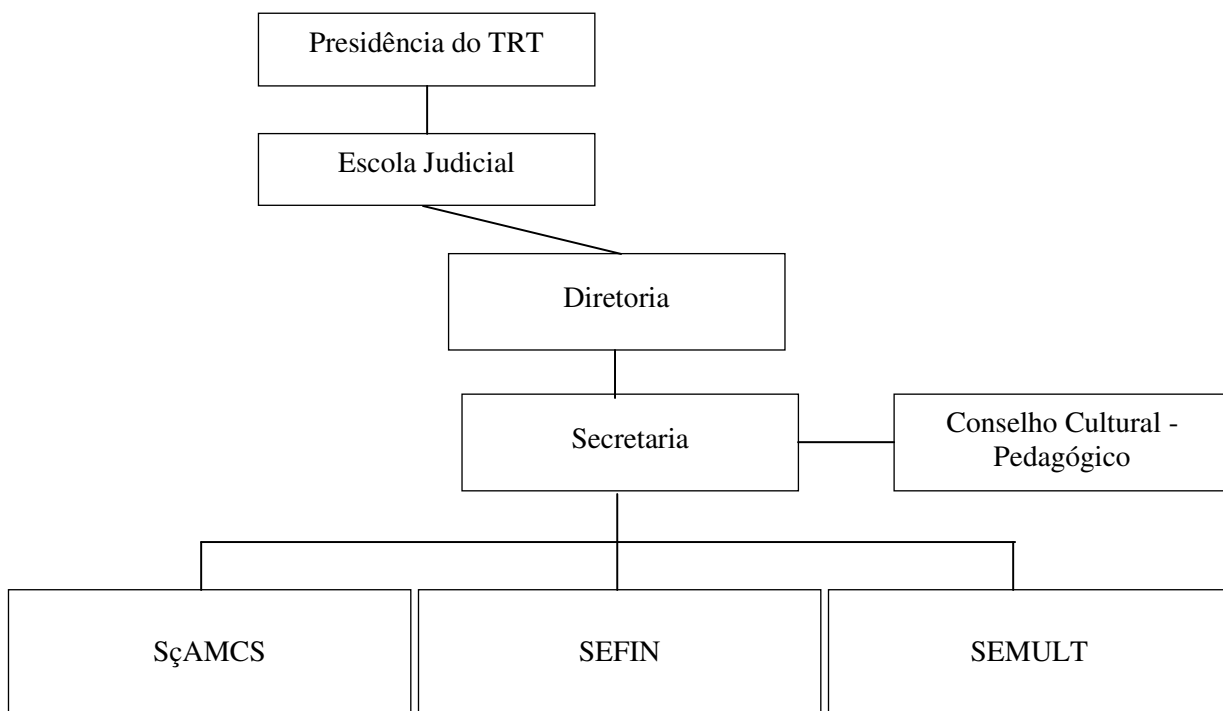 Presidência do TRT
Escola Judicial
Diretoria
Secretaria
Conselho Cultural -
Pedagógico
SçAMCS
SEFIN
SEMULT